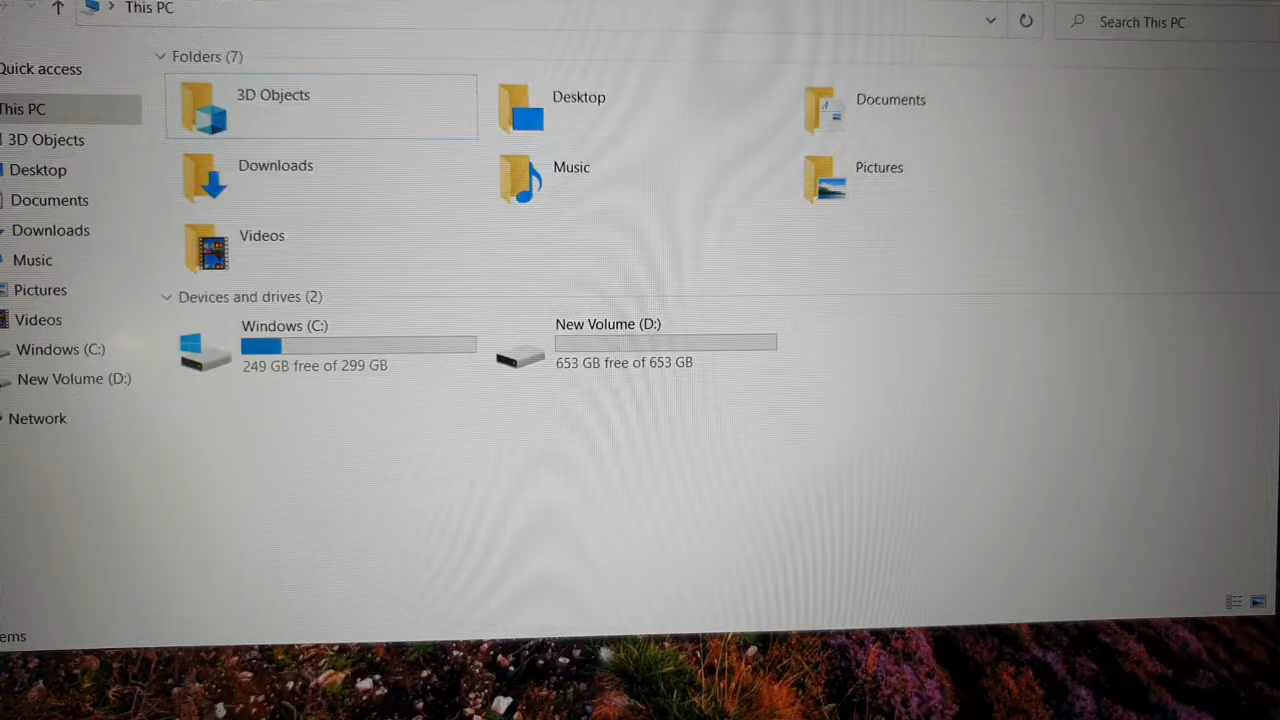 This PC
Search This PC
Quick access
This PC
3D Objects
Desktop
Documents
Downloads
Music
Pictures
Videos
Windows (C:)
New Volume (D:)
Network
Folders (7)
3D Objects
Desktop
Documents
Downloads
Music
Pictures
Videos
Devices and drives (2)
Windows (C:)
249 GB free of 299 GB
New Volume (D:)
653 GB free of 653 GB
ems